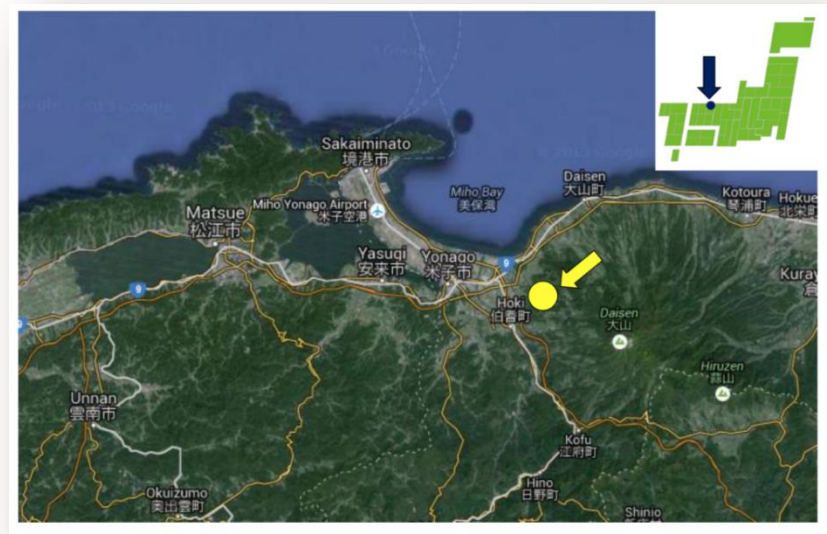 Sakaiminato
境港市
Daisen
大山町
Miho Bay
美保湾
Kotoura
琴浦町
Hokue
北栄町
Miho Yonago Airport
米子空港
Matsue
松江市
Yasugi
安来市
Yonago
米子市
9
9
9
Hoki
伯耆町
Kuray
倉
Daisen
大山
Hiruzen
蒜山
Unnan
雲南市
Kofu
江府町
Hino
日野町
Okuizumo
奥出雲町
Shinio